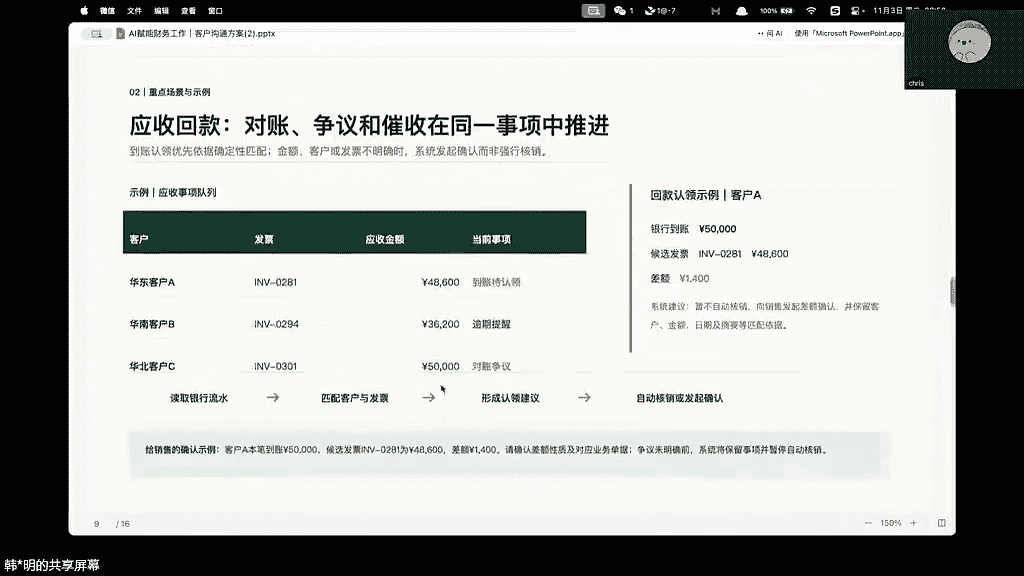 微信 文件 编辑 查看 窗口
1
1@-7
100%
11月3日
AI赋能财务工作 | 客户沟通方案(2).pptx
问 AI
使用「Microsoft PowerPoint.app
chris
02 | 重点场景与示例
应收回款：对账、争议和催收在同一事项中推进
到账认领优先依据确定性匹配；金额、客户或发票不明确时，系统发起确认而非强行核销。
示例 | 应收事项队列
客户 发票 应收金额 当前事项
华东客户A INV-0281 ¥48,600 到账待认领
华南客户B INV-0294 ¥36,200 逾期提醒
华北客户C INV-0301 ¥50,000 对账争议
回款认领示例 | 客户A
银行到账 ¥50,000
候选发票 INV-0281 ¥48,600
差额 ¥1,400
系统建议：暂不自动核销，向销售发起差额确认，并保留客
户、金额、日期及摘要等匹配依据。
读取银行流水 → 匹配客户与发票 → 形成认领建议 → 自动核销或发起确认
给销售的确认示例：客户A本笔到账¥50,000，候选发票INV-0281为¥48,600，差额¥1,400。请确认差额性质及对应业务单据；争议未明确前，系统将保留事项并暂停自动核销。
9 / 16
— 150% +
韩*明的共享屏幕